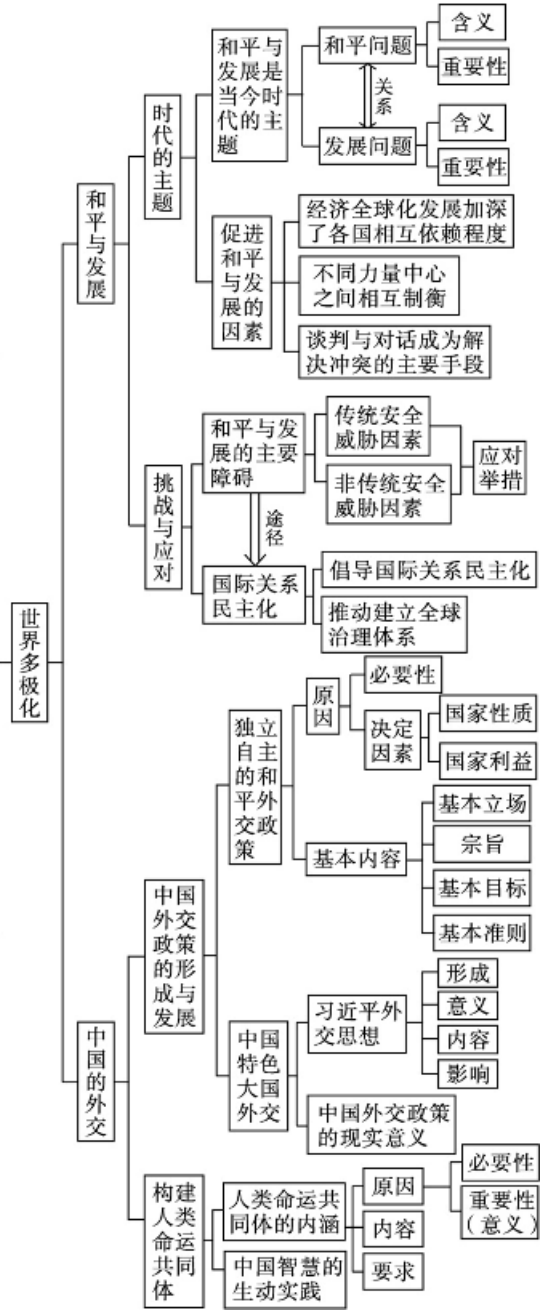 世界多极化
和平与发展
时代的主题
和平与
发展是
当今时
代的主
题
和平问题
含义
重要性
关系
发展问题
含义
重要性
促进
和平
与发
展的
因素
经济全球化发展加深
了各国相互依赖程度
不同力量中心
之间相互制衡
谈判与对话成为解
决冲突的主要手段
挑战与应对
和平与发
展的主要
障碍
传统安全
威胁因素
非传统安全
威胁因素
应对
举措
途径
国际关系
民主化
倡导国际关系民主化
推动建立全球
治理体系
中国的外交
中国
外交
政策
的形
成与
发展
独立
自主
的和
平外
交政
策
原因
必要性
决定
因素
国家性质
国家利益
基本内容
基本立场
宗旨
基本目标
基本准则
中国
特色
大国
外交
习近平外
交思想
形成
意义
内容
影响
中国外交政策
的现实意义
构建
人类
命运
共同
体
人类命运共
同体的内涵
原因
必要性
重要性
（意义）
内容
要求
中国智慧的
生动实践